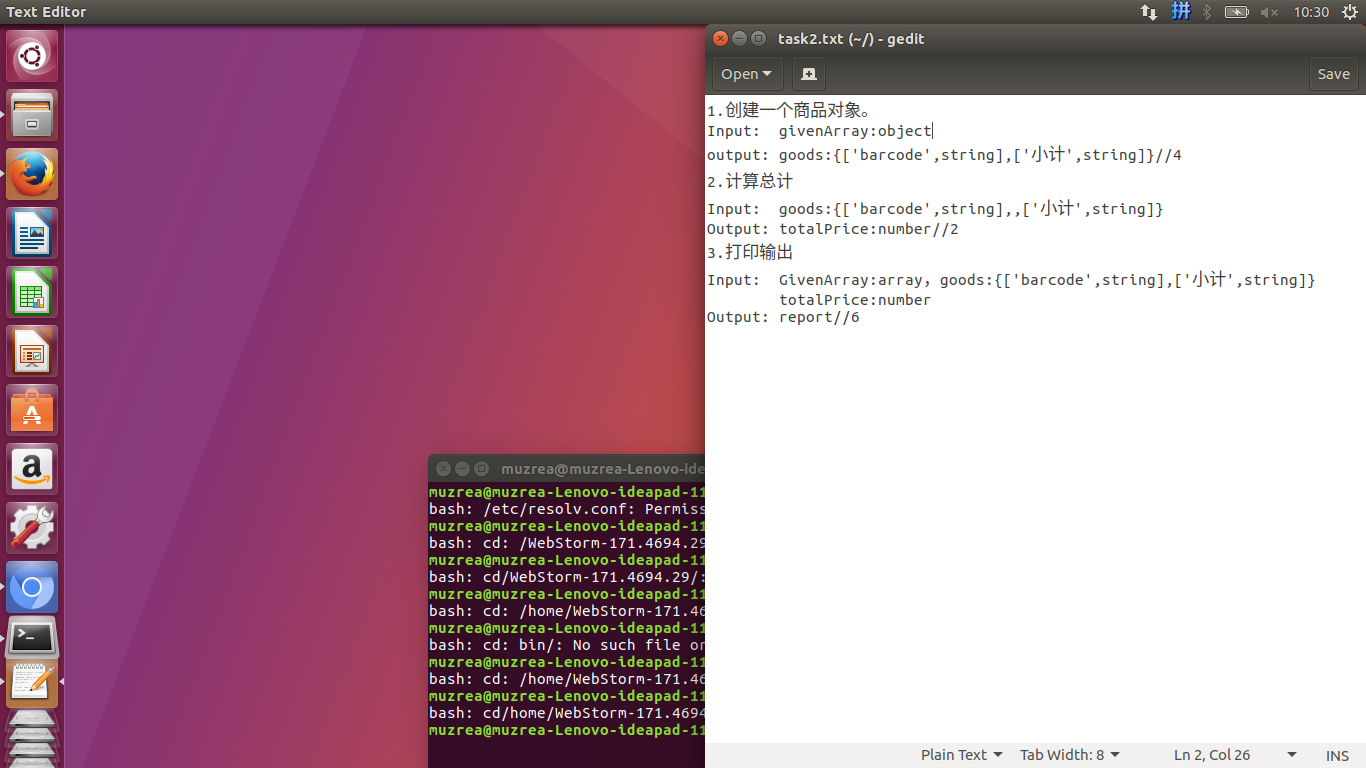 Text Editor
拼
10:30
task2.txt (~/) - gedit
Open
Save
1.创建一个商品对象。
Input:  givenArray:object
output: goods:{['barcode',string],['小计',string]}//4
2.计算总计
Input:  goods:{['barcode',string],,['小计',string]}
Output: totalPrice:number//2
3.打印输出
Input:  GivenArray:array，goods:{['barcode',string],['小计',string]}
totalPrice:number
Output: report//6
muzrea@muzrea-Lenovo-ide
muzrea@muzrea-Lenovo-ideapad-11
bash: /etc/resolv.conf: Permiss
muzrea@muzrea-Lenovo-ideapad-11
bash: cd: /WebStorm-171.4694.29
muzrea@muzrea-Lenovo-ideapad-11
bash: cd/WebStorm-171.4694.29/:
muzrea@muzrea-Lenovo-ideapad-11
bash: cd: /home/WebStorm-171.46
muzrea@muzrea-Lenovo-ideapad-11
bash: cd: bin/: No such file or
muzrea@muzrea-Lenovo-ideapad-11
bash: cd: /home/WebStorm-171.46
muzrea@muzrea-Lenovo-ideapad-11
bash: cd/home/WebStorm-171.4694
muzrea@muzrea-Lenovo-ideapad-11
Plain Text
Tab Width: 8
Ln 2, Col 26
INS